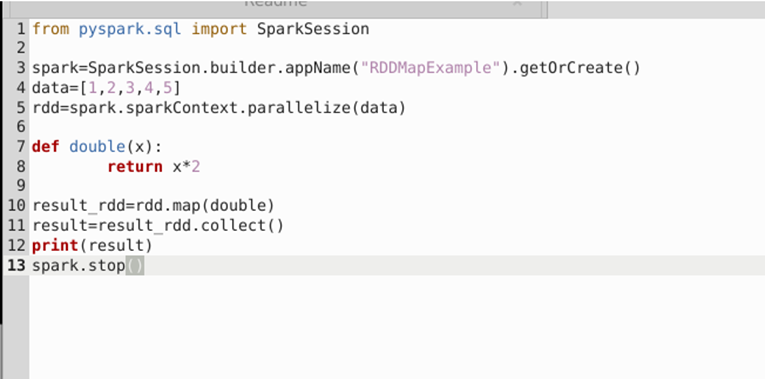 Readme
1 from pyspark.sql import SparkSession
2
3 spark=SparkSession.builder.appName("RDDMapExample").getOrCreate()
4 data=[1,2,3,4,5]
5 rdd=spark.sparkContext.parallelize(data)
6
7 def double(x):
8         return x*2
9
10 result_rdd=rdd.map(double)
11 result=result_rdd.collect()
12 print(result)
13 spark.stop()